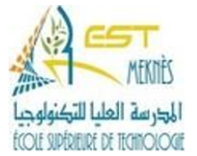 EST
MEKNÈS
المدرسة العليا للتكنولوجيا
ÉCOLE SUPÉRIEURE DE TECHNOLOGIE